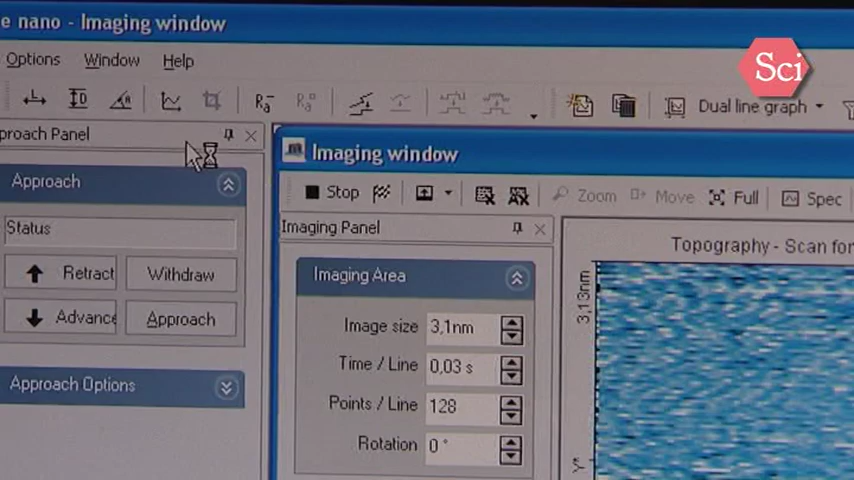 e nano - Imaging window
Options Window Help
Sci
Dual line graph
proach Panel
Imaging window
Approach
Stop Zoom Move Full Spec
Status
Imaging Panel
Topography - Scan for
Retract Withdraw
Imaging Area
3,13nm
Advance Approach
Image size 3,1nm
Time / Line 0,03 s
Approach Options
Points / Line 128
Rotation 0 °
Y*